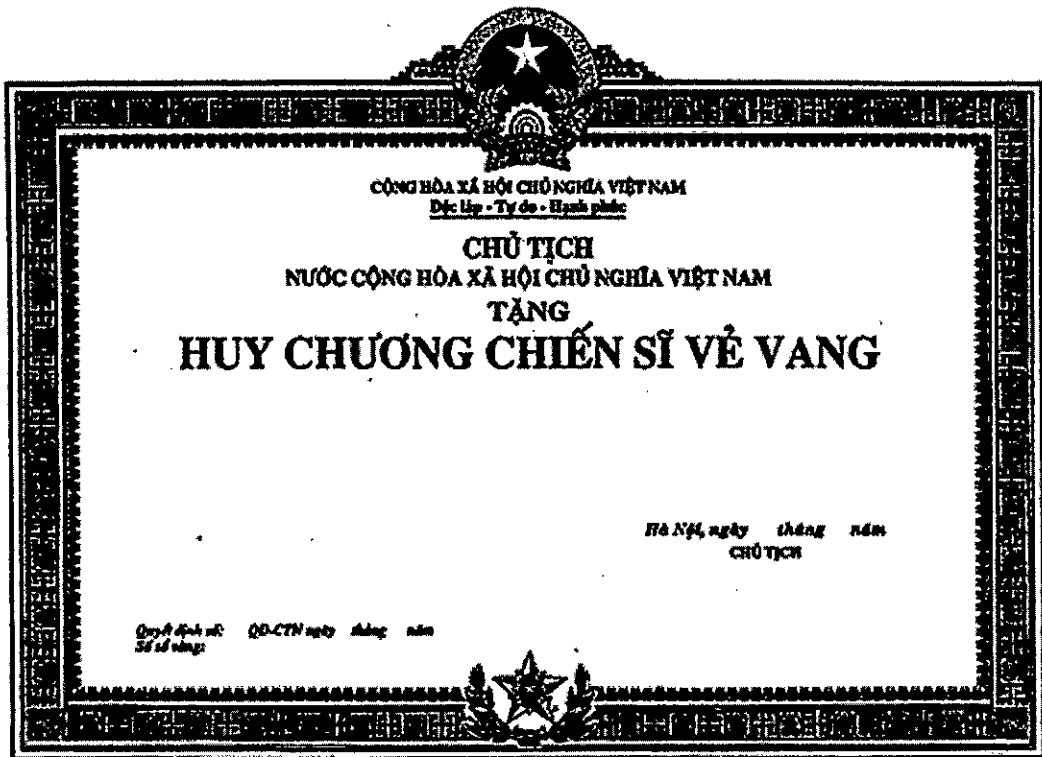 CỘNG HÒA XÃ HỘI CHỦ NGHĨA VIỆT NAM
Độc lập - Tự do - Hạnh phúc
CHỦ TỊCH
NƯỚC CỘNG HÒA XÃ HỘI CHỦ NGHĨA VIỆT NAM
TẶNG
HUY CHƯƠNG CHIẾN SĨ VẺ VANG
Hà Nội, ngày tháng năm
CHỦ TỊCH
Quyết định số: QĐ-CTN ngày tháng năm
Số sổ vàng: